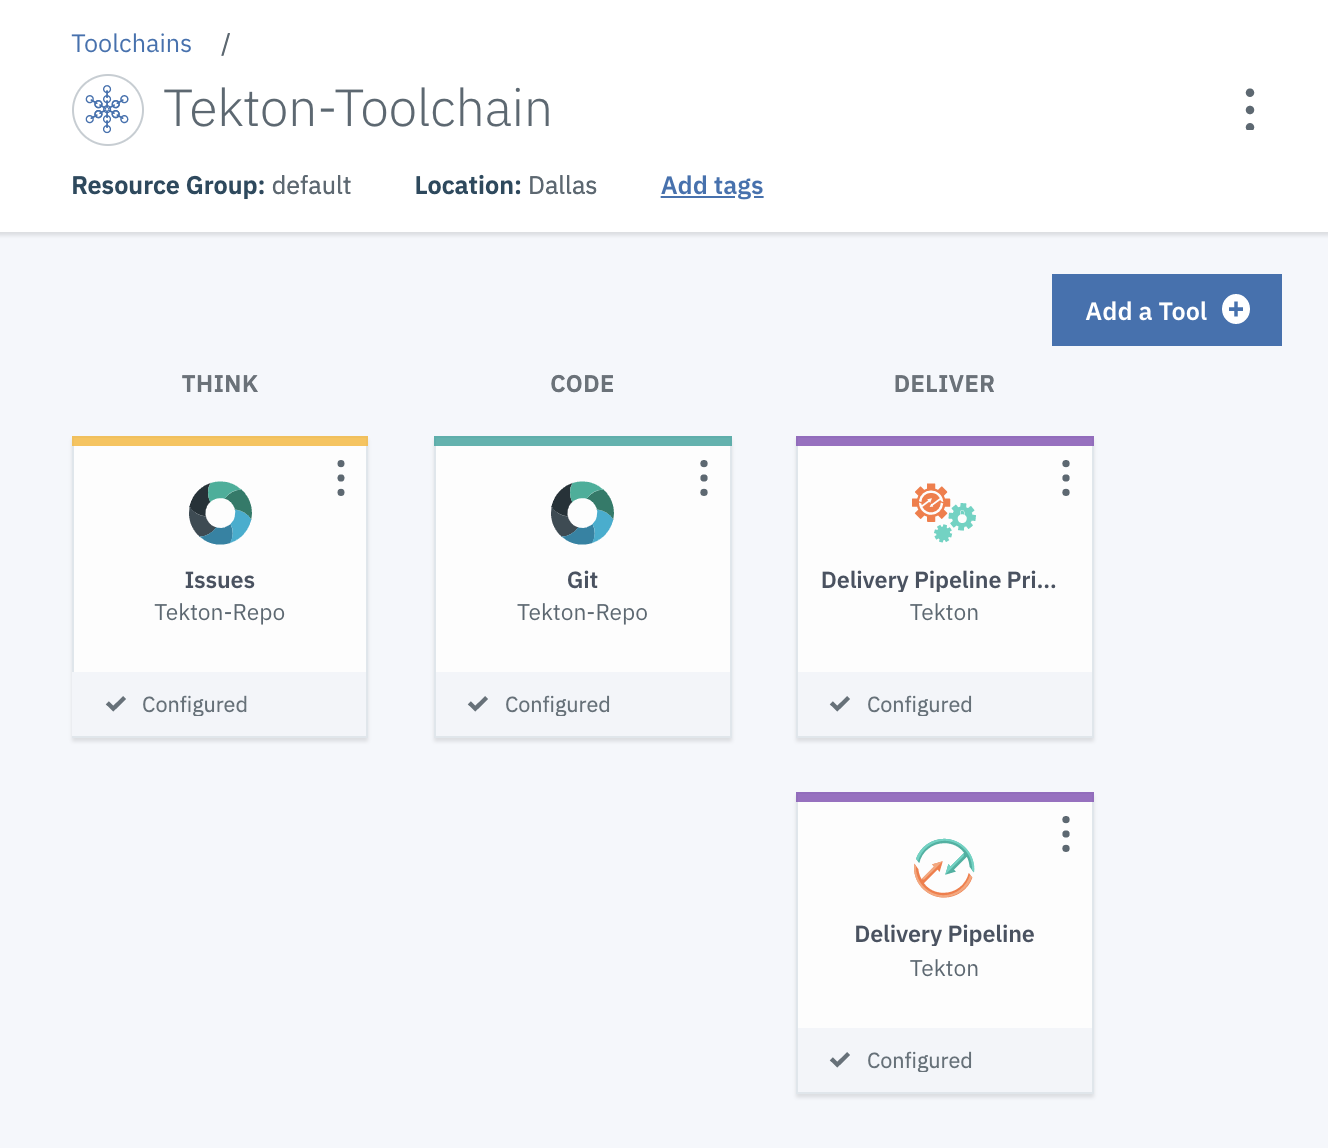 Toolchains /
Tekton-Toolchain
Resource Group: default Location: Dallas Add tags
Add a Tool
THINK CODE DELIVER
Issues
Tekton-Repo
Configured
Git
Tekton-Repo
Configured
Delivery Pipeline Pri...
Tekton
Configured
Delivery Pipeline
Tekton
Configured